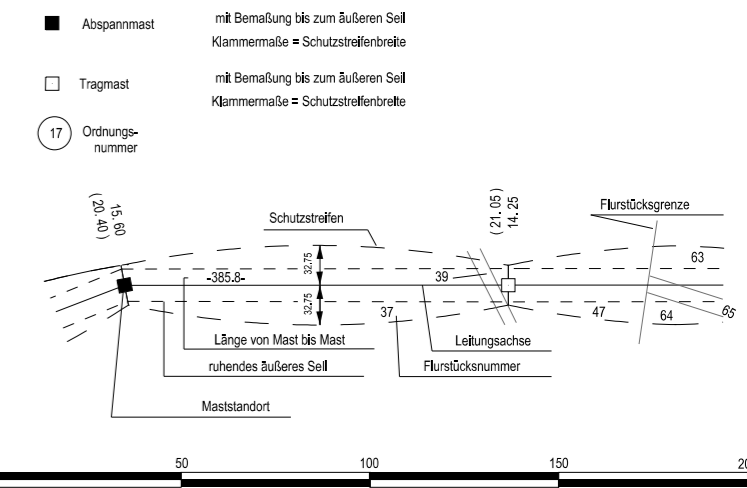 Abspannmast
mit Bemaßung bis zum äußeren Seil
Klammermaße = Schutzstreifenbreite
Tragmast
mit Bemaßung bis zum äußeren Seil
Klammermaße = Schutzstreifenbreite
17
Ordnungs-
nummer
15.60
(20.40)
(21.05)
14.25
Flurstücksgrenze
Schutzstreifen
32.75
-385.8-
39
63
32.75
37
47
64
65
Länge von Mast bis Mast
Leitungsachse
ruhendes äußeres Seil
Flurstücksnummer
Maststandort
50
100
150
20